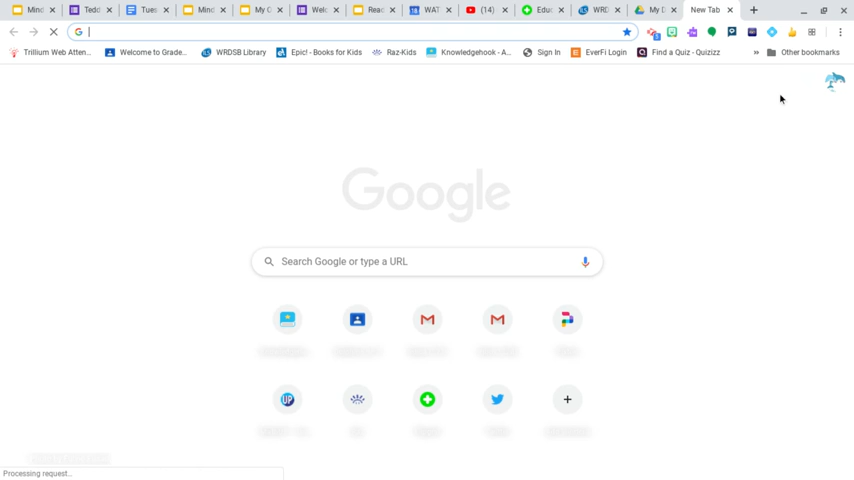 Mind Tedd Tues Mind My D Welc Reac WAT (14) Educ WRD My D New Tab
Trillium Web Atten... Welcome to Grade... WRDSB Library Epic! - Books for Kids Raz-Kids Knowledgehook - A... Sign In EverFi Login Find a Quiz - Quizizz » Other bookmarks
Google
Search Google or type a URL
UP
Processing request...